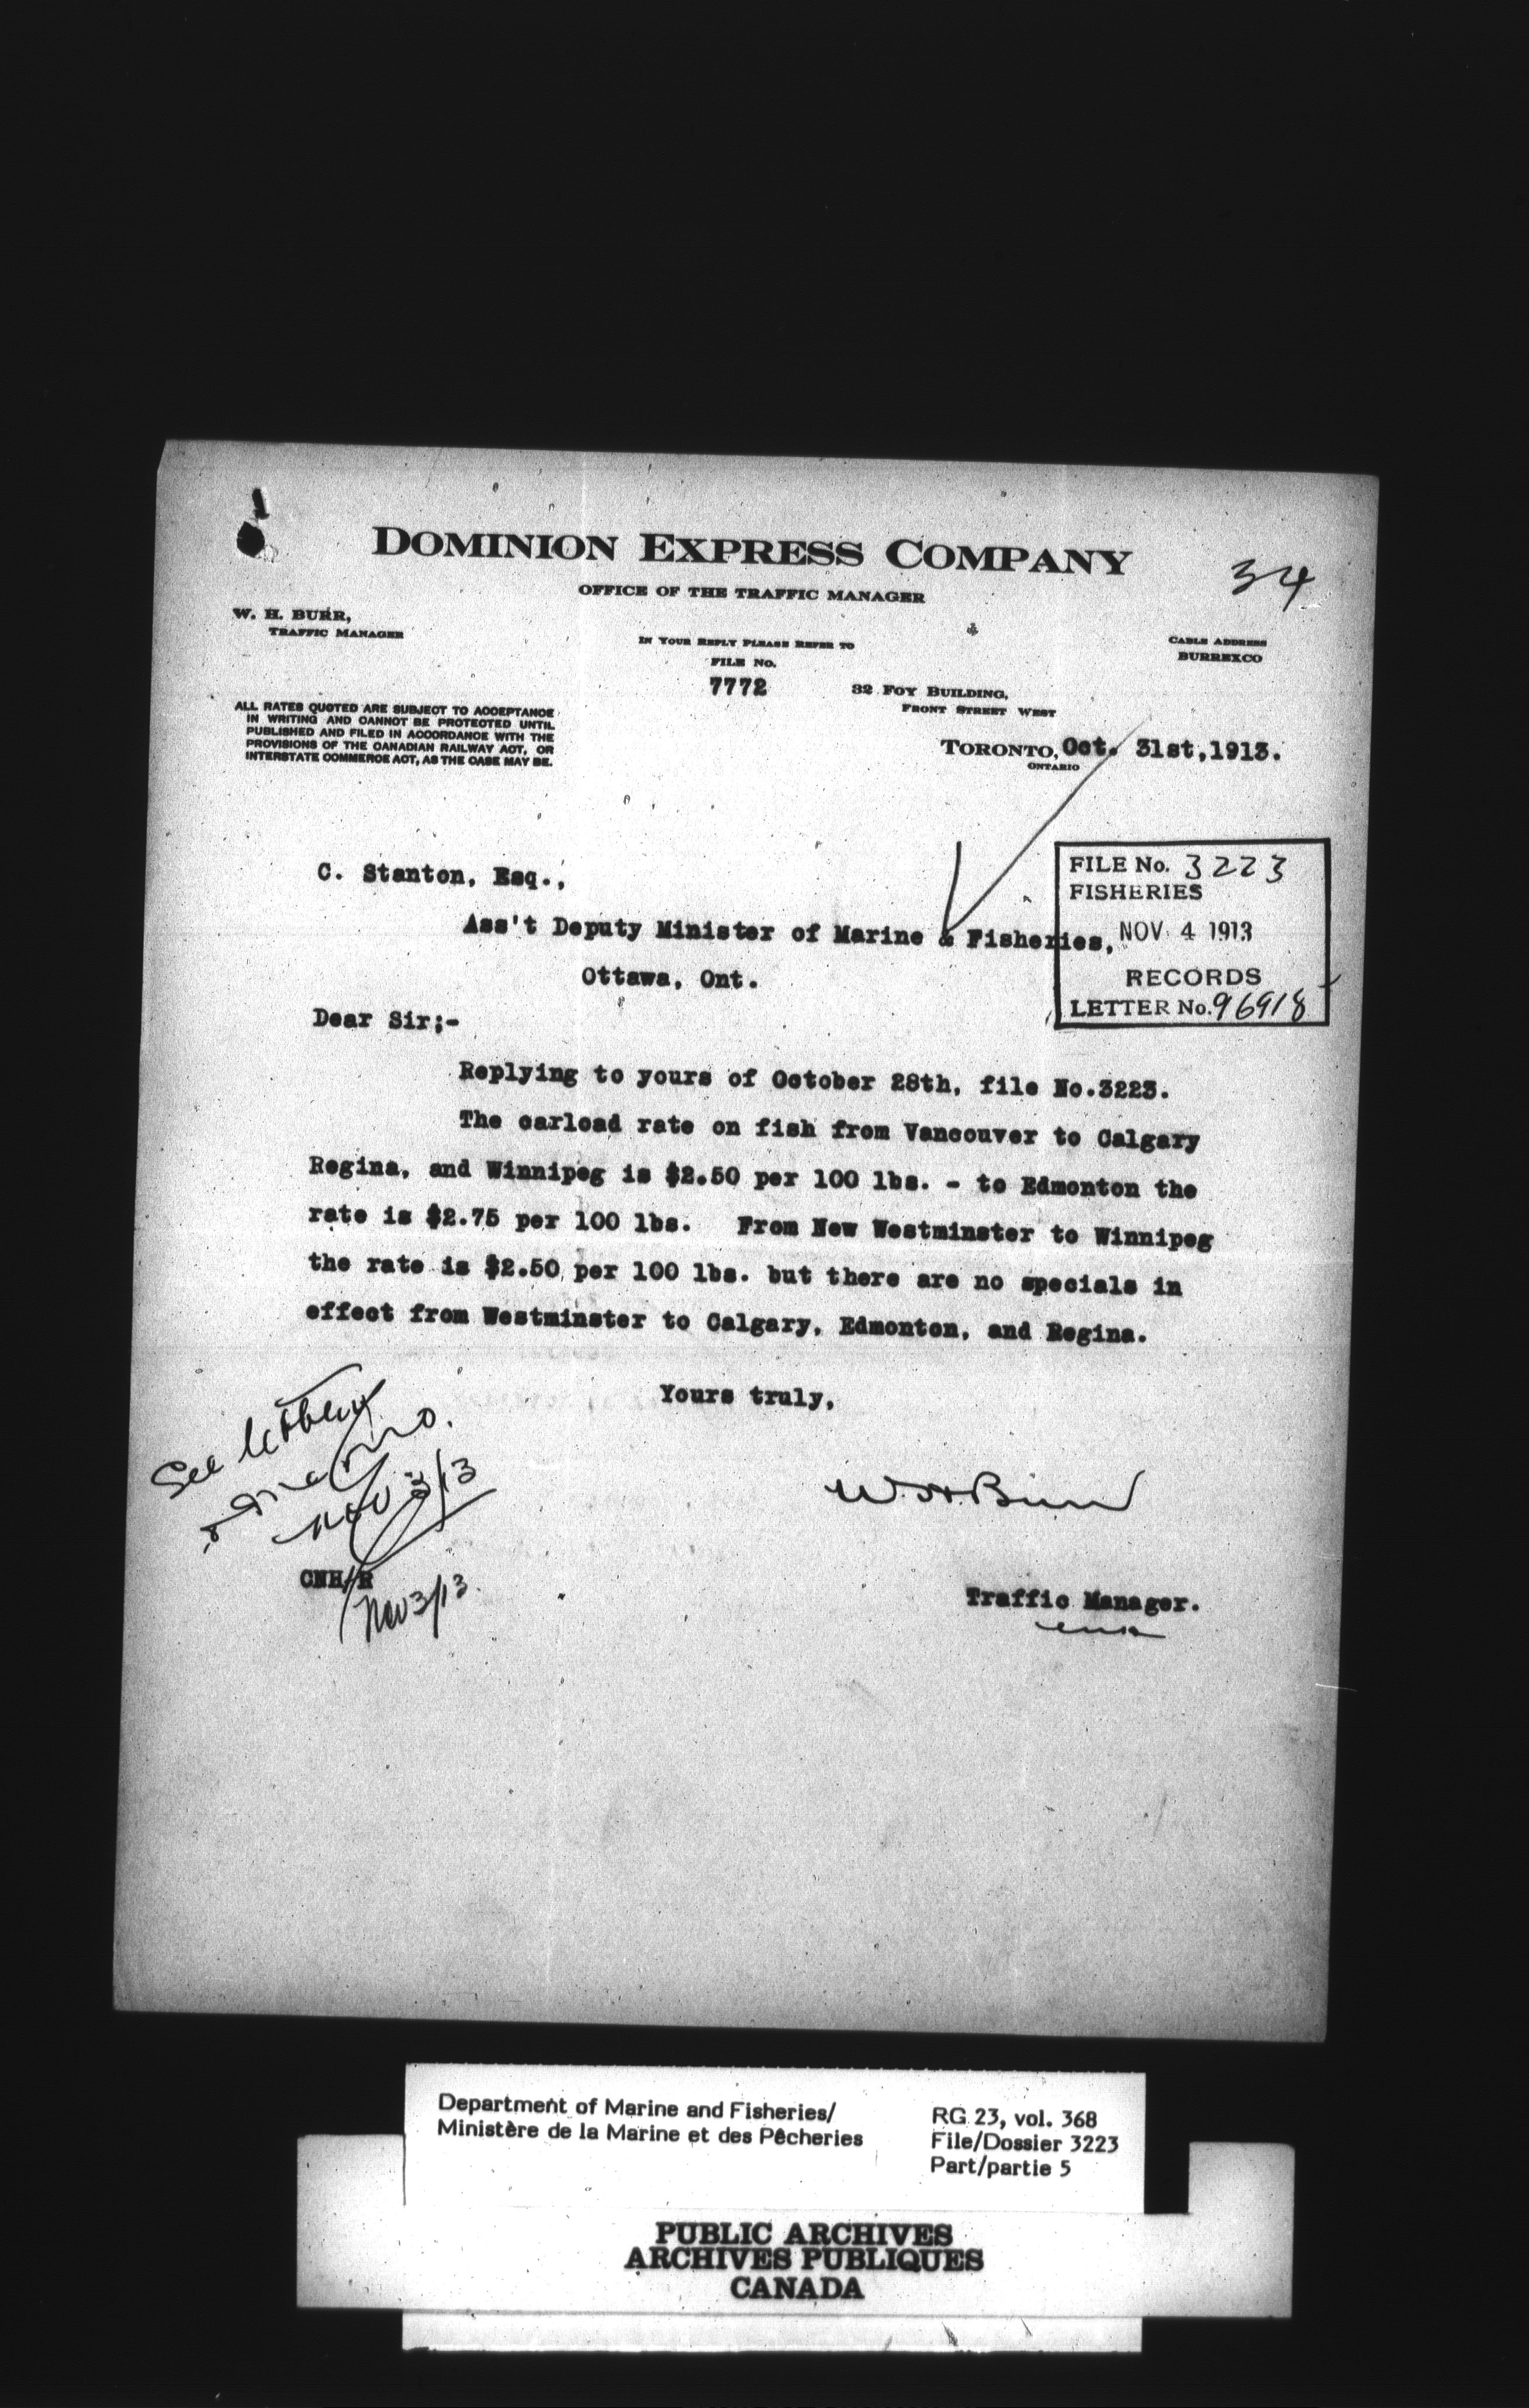 DOMINION EXPRESS COMPANY
34
OFFICE OF THE TRAFFIC MANAGER
W. H. BURR,
TRAFFIC MANAGER
IN YOUR REPLY PLEASE REFER TO
FILE No.
7772
CABLE ADDRESS
BURREXCO
32 FOY BUILDING,
FRONT STREET WEST
ALL RATES QUOTED ARE SUBJECT TO ACCEPTANCE
IN WRITING AND CANNOT BE PROTECTED UNTIL
PUBLISHED AND FILED IN ACCORDANCE WITH THE
PROVISIONS OF THE CANADIAN RAILWAY ACT, OR
INTERSTATE COMMERCE ACT, AS THE CASE MAY BE.
TORONTO, Oct. 31st, 1913.
ONTARIO
FILE No. 3223
FISHERIES
NOV 4 1913
RECORDS
LETTER No. 96918
C. Stanton, Esq.,
Ass't Deputy Minister of Marine & Fisheries,
Ottawa, Ont.
Dear Sir;-
Replying to yours of October 28th, file No.3223.
The carload rate on fish from Vancouver to Calgary
Regina, and Winnipeg is $2.50 per 100 lbs. - to Edmonton the
rate is $2.75 per 100 lbs. From New Westminster to Winnipeg
the rate is $2.50 per 100 lbs. but there are no specials in
effect from Westminster to Calgary, Edmonton, and Regina.
Yours truly,
See letter
Nov 3/13
W. H. Burr
CNH/R
Nov 3/13.
Traffic Manager.
Department of Marine and Fisheries/
Ministère de la Marine et des Pêcheries
RG 23, vol. 368
File/Dossier 3223
Part/partie 5
PUBLIC ARCHIVES
ARCHIVES PUBLIQUES
CANADA